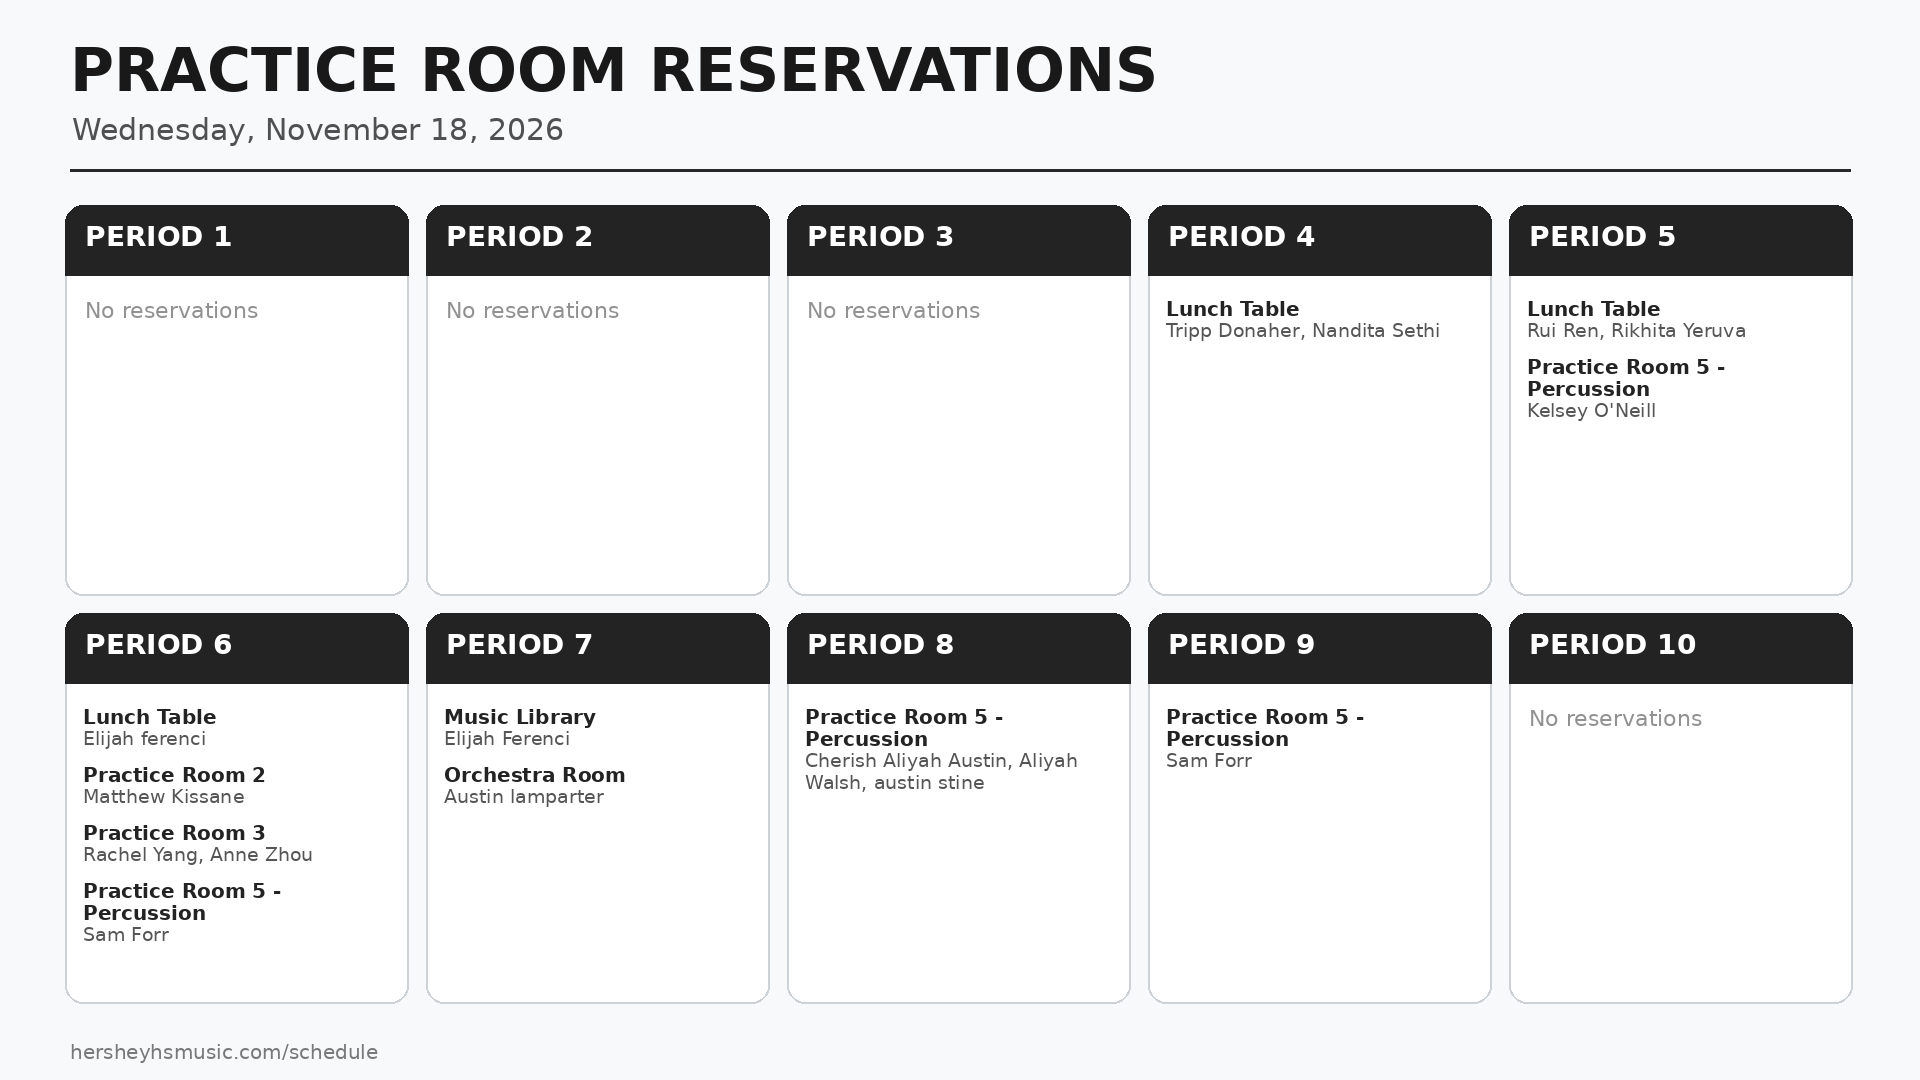 PRACTICE ROOM RESERVATIONS
Wednesday, November 18, 2026
PERIOD 1
No reservations
PERIOD 2
No reservations
PERIOD 3
No reservations
PERIOD 4
Lunch Table
Tripp Donaher, Nandita Sethi
PERIOD 5
Lunch Table
Rui Ren, Rikhita Yeruva
Practice Room 5 -
Percussion
Kelsey O'Neill
PERIOD 6
Lunch Table
Elijah ferenci
Practice Room 2
Matthew Kissane
Practice Room 3
Rachel Yang, Anne Zhou
Practice Room 5 -
Percussion
Sam Forr
PERIOD 7
Music Library
Elijah Ferenci
Orchestra Room
Austin lamparter
PERIOD 8
Practice Room 5 -
Percussion
Cherish Aliyah Austin, Aliyah
Walsh, austin stine
PERIOD 9
Practice Room 5 -
Percussion
Sam Forr
PERIOD 10
No reservations
hersheyhsmusic.com/schedule